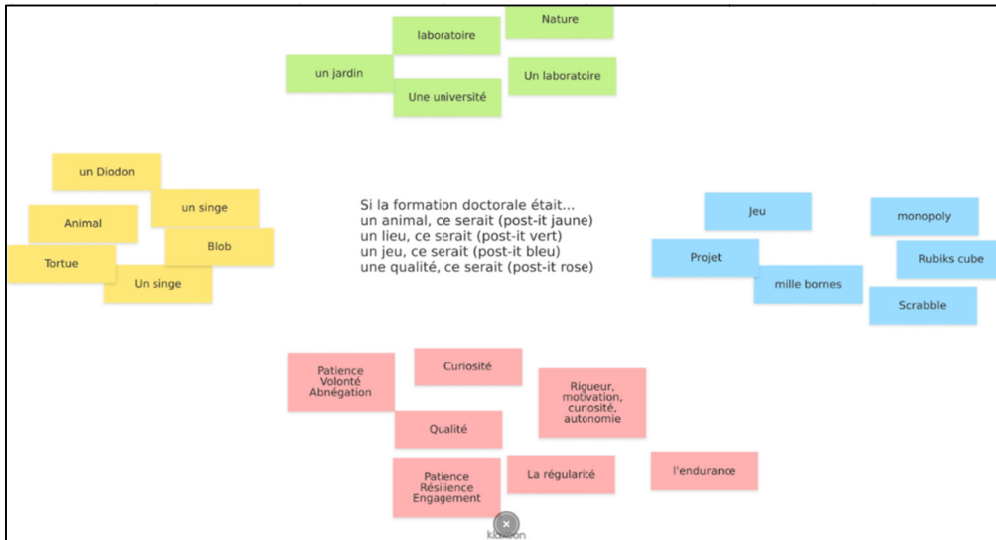 Nature
laboratoire
un jardin
Un laboratoire
Une université
un Diodon
un singe
Animal
Blob
Tortue
Un singe
Si la formation doctorale était...
un animal, ce serait (post-it jaune)
un lieu, ce serait (post-it vert)
un jeu, ce serait (post-it bleu)
une qualité, ce serait (post-it rose)
Jeu
monopoly
Projet
Rubiks cube
mille bornes
Scrabble
Patience
Volonté
Abnégation
Curiosité
Rigueur,
motivation,
curosité,
autonomie
Qualité
Patience
Résilience
Engagement
La régularité
l'endurance